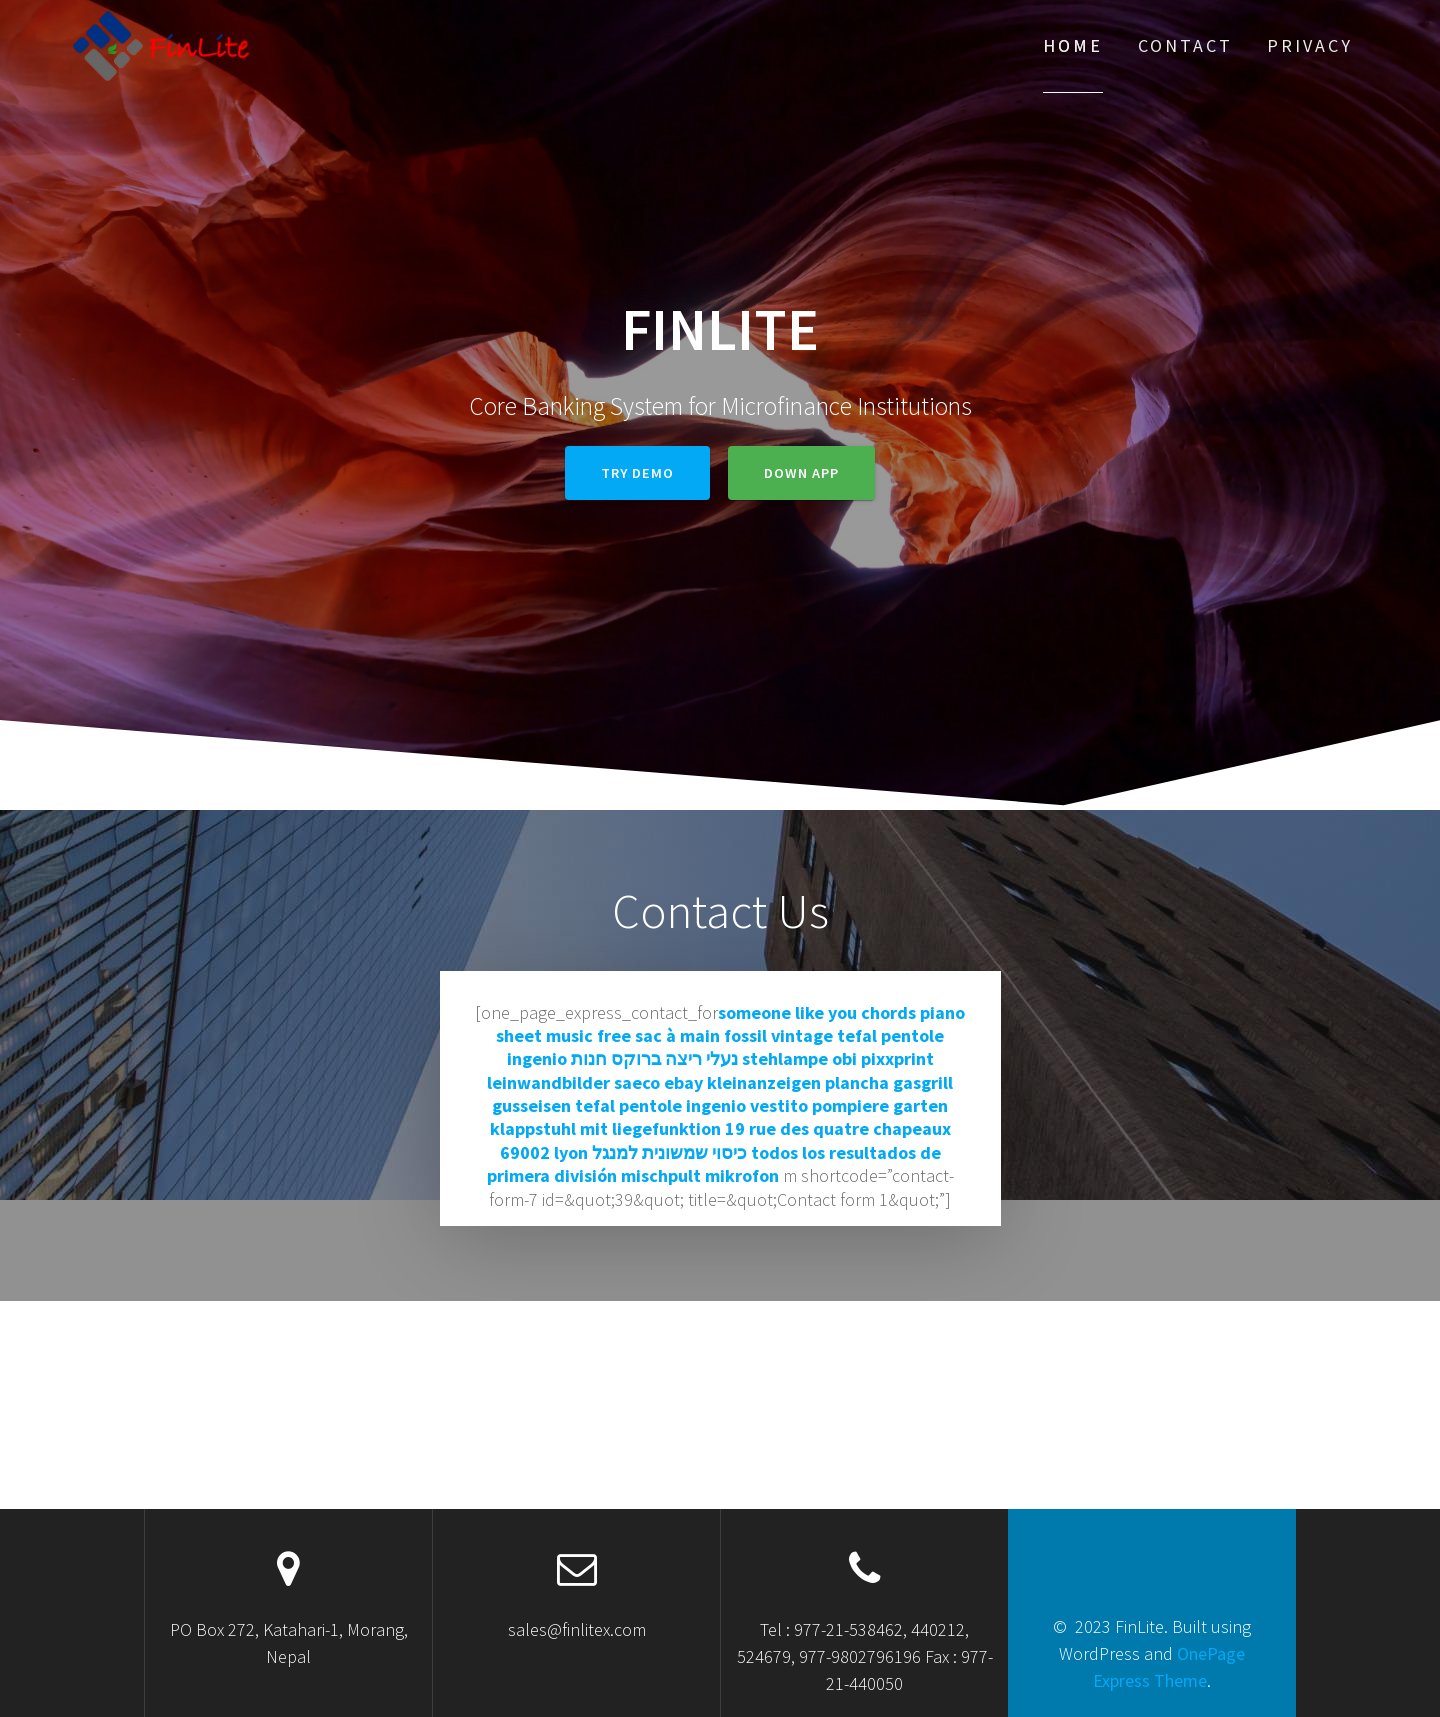 FinLite
HOME CONTACT PRIVACY
FINLITE
Core Banking System for Microfinance Institutions
TRY DEMO DOWN APP
Contact Us
[one_page_express_contact_forsomeone like you chords piano
sheet music free sac à main fossil vintage tefal pentole
ingenio נעלי ריצה ברוקס חנות stehlampe obi pixxprint
leinwandbilder saeco ebay kleinanzeigen plancha gasgrill
gusseisen tefal pentole ingenio vestito pompiere garten
klappstuhl mit liegefunktion 19 rue des quatre chapeaux
69002 lyon כיסוי שמשונית למנגל todos los resultados de
primera división mischpult mikrofon m shortcode=”contact-
form-7 id=&quot;39&quot; title=&quot;Contact form 1&quot;”]
PO Box 272, Katahari-1, Morang,
Nepal
sales@finlitex.com
Tel : 977-21-538462, 440212,
524679, 977-9802796196 Fax : 977-
21-440050
© 2023 FinLite. Built using
WordPress and OnePage
Express Theme.